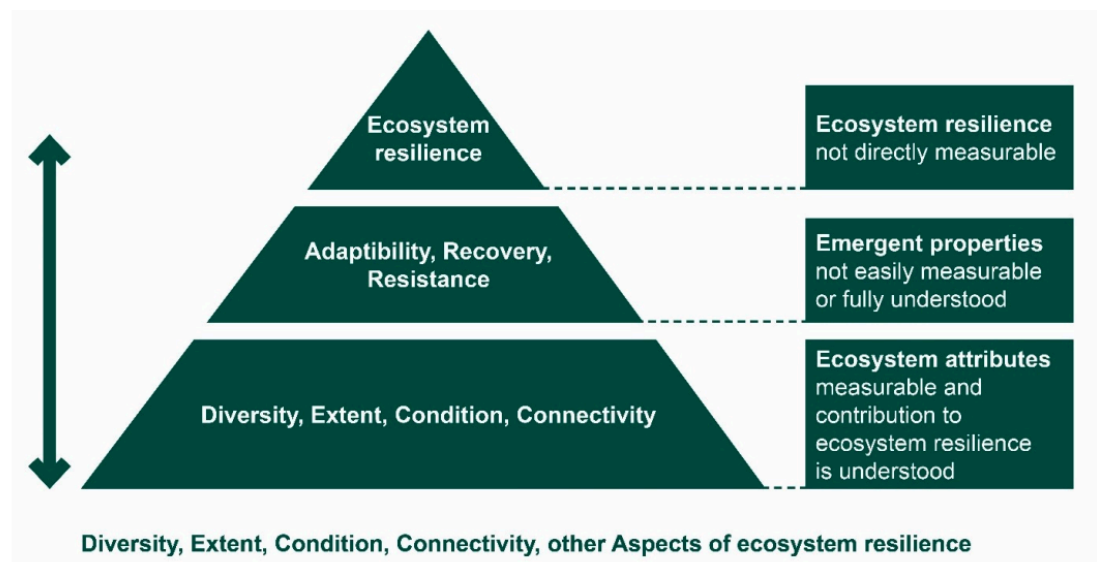 Ecosystem
resilience
Ecosystem resilience
not directly measurable
Adaptibility, Recovery,
Resistance
Emergent properties
not easily measurable
or fully understood
Diversity, Extent, Condition, Connectivity
Ecosystem attributes
measurable and
contribution to
ecosystem resilience
is understood
Diversity, Extent, Condition, Connectivity, other Aspects of ecosystem resilience